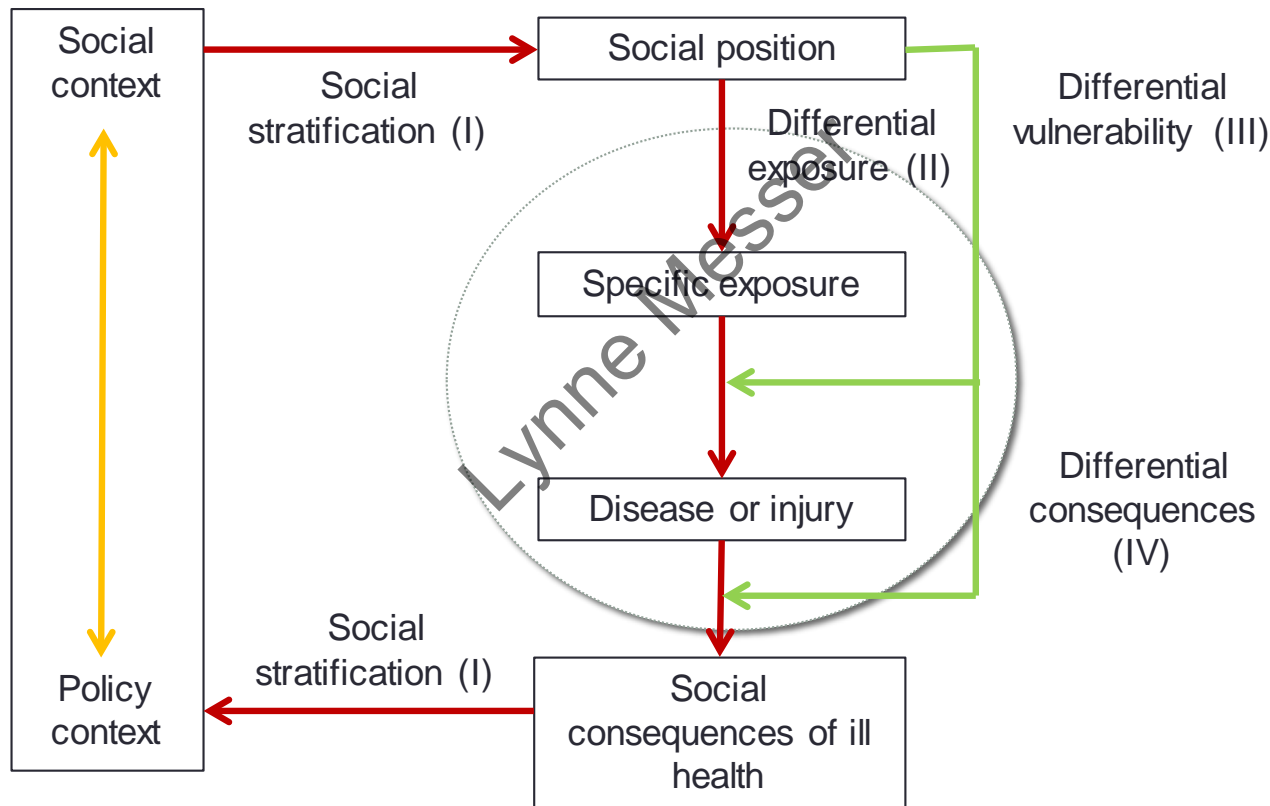 Social
context
Social
stratification (I)
Social position
Differential
exposure (II)
Differential
vulnerability (III)
Specific exposure
Lynne Messer
Disease or injury
Differential
consequences
(IV)
Social
stratification (I)
Policy
context
Social
consequences of ill
health